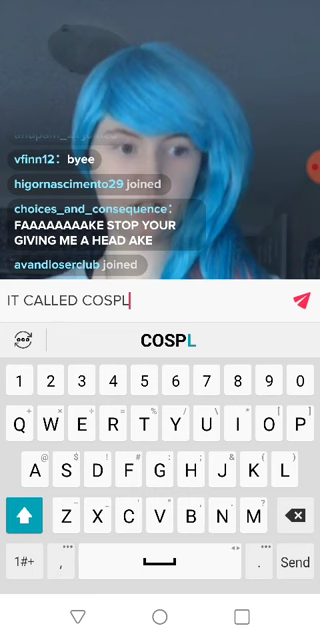 vfinn12: byee
higornascimento29 joined
choices_and_consequence:
FAAAAAAAAKE STOP YOUR
GIVING ME A HEAD AKE
avandloserclub joined
IT CALLED COSPL
COSPL
1 2 3 4 5 6 7 8 9 0
+ × ÷ = % / \ * [ ]
Q W E R T Y U I O P
@ $ # : ; & _ ( )
A S D F G H J K L
- ' " * ?
Z X C V B N M
1#+ , . Send